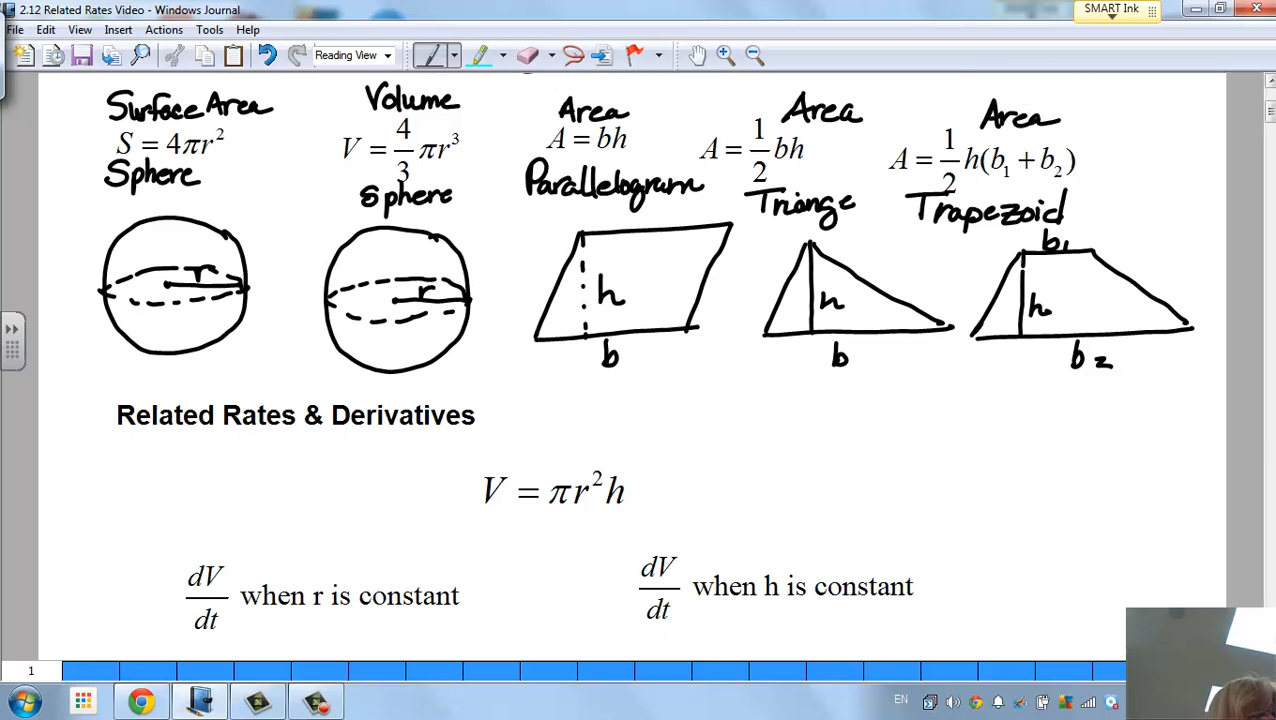 2.12 Related Rates Video - Windows Journal
SMART Ink
File Edit View Insert Actions Tools Help
Reading View
Surface Area
S = 4πr²
Sphere
r
Volume
V = 4/3 πr³
Sphere
r
Area
A = bh
Parallelogram
h
b
Area
A = 1/2 bh
Triange
h
b
Area
A = 1/2 h(b₁ + b₂)
Trapezoid
b₁
h
b₂
Related Rates & Derivatives
V = πr²h
dV/dt when r is constant
dV/dt when h is constant
1
EN